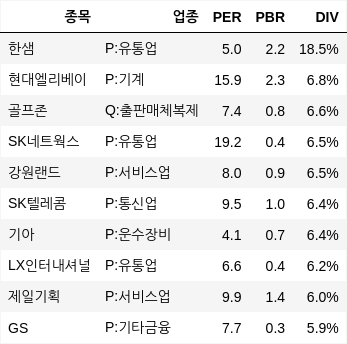 종목 업종 PER PBR DIV
한샘 P:유통업 5.0 2.2 18.5%
현대엘리베이 P:기계 15.9 2.3 6.8%
골프존 Q:출판매체복제 7.4 0.8 6.6%
SK네트웍스 P:유통업 19.2 0.4 6.5%
강원랜드 P:서비스업 8.0 0.9 6.5%
SK텔레콤 P:통신업 9.5 1.0 6.4%
기아 P:운수장비 4.1 0.7 6.4%
LX인터내셔널 P:유통업 6.6 0.4 6.2%
제일기획 P:서비스업 9.9 1.4 6.0%
GS P:기타금융 7.7 0.3 5.9%